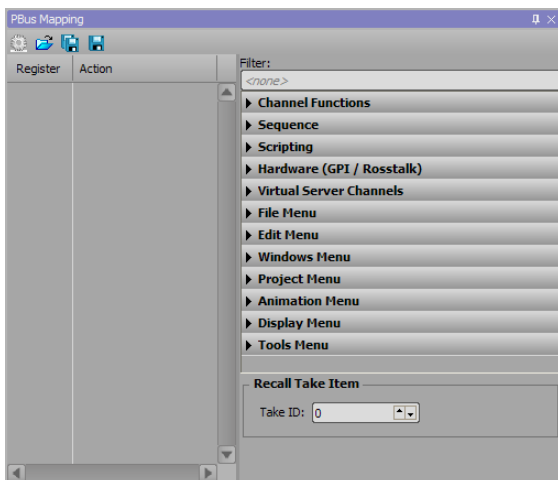 PBus Mapping
Register Action
Filter:
<none>
Channel Functions
Sequence
Scripting
Hardware (GPI / Rosstalk)
Virtual Server Channels
File Menu
Edit Menu
Windows Menu
Project Menu
Animation Menu
Display Menu
Tools Menu
Recall Take Item
Take ID: 0